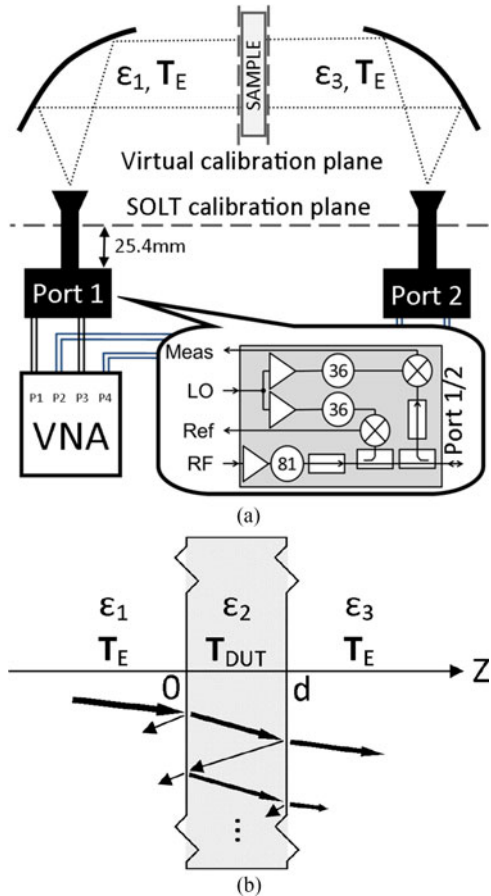 ε1, TE
SAMPLE
ε3, TE
Virtual calibration plane
SOLT calibration plane
25.4mm
Port 1
Port 2
P1 P2 P3 P4
VNA
Meas
LO
Ref
RF
36
36
81
Port 1/2
(a)
ε1
ε2
ε3
TE
TDUT
TE
0
d
Z
(b)